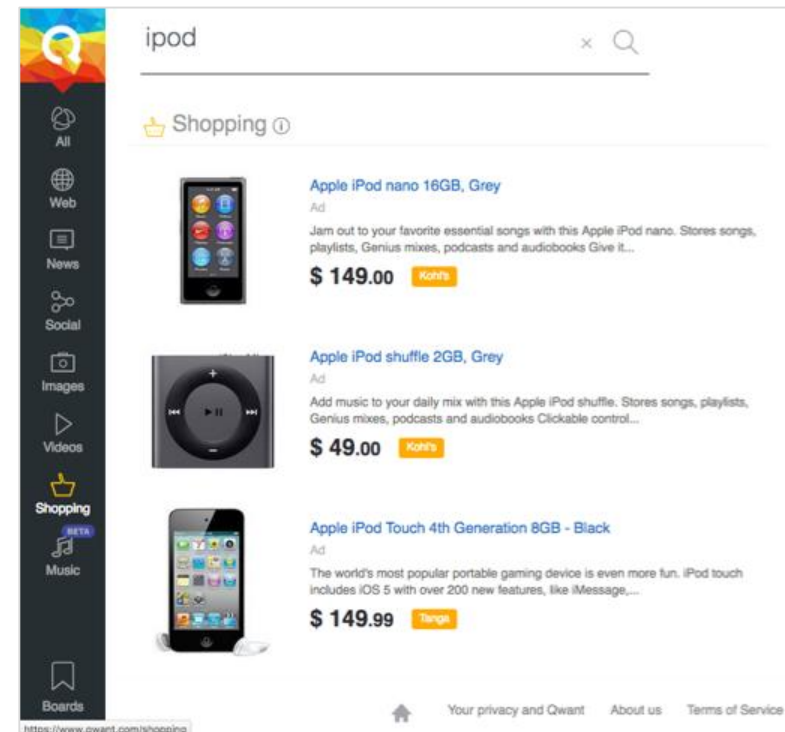 ipod
×
Shopping
All
Web
News
Social
Images
Videos
Shopping
BETA
Music
Boards
Apple iPod nano 16GB, Grey
Ad
Jam out to your favorite essential songs with this Apple iPod nano. Stores songs,
playlists, Genius mixes, podcasts and audiobooks Give it...
$ 149.00 Kohl's
Apple iPod shuffle 2GB, Grey
Ad
Add music to your daily mix with this Apple iPod shuffle. Stores songs, playlists,
Genius mixes, podcasts and audiobooks Clickable control...
$ 49.00 Kohl's
Apple iPod Touch 4th Generation 8GB - Black
Ad
The world's most popular portable gaming device is even more fun. iPod touch
includes iOS 5 with over 200 new features, like iMessage,...
$ 149.99 Tanga
Your privacy and Qwant About us Terms of Service
https://www.qwant.com/shopping